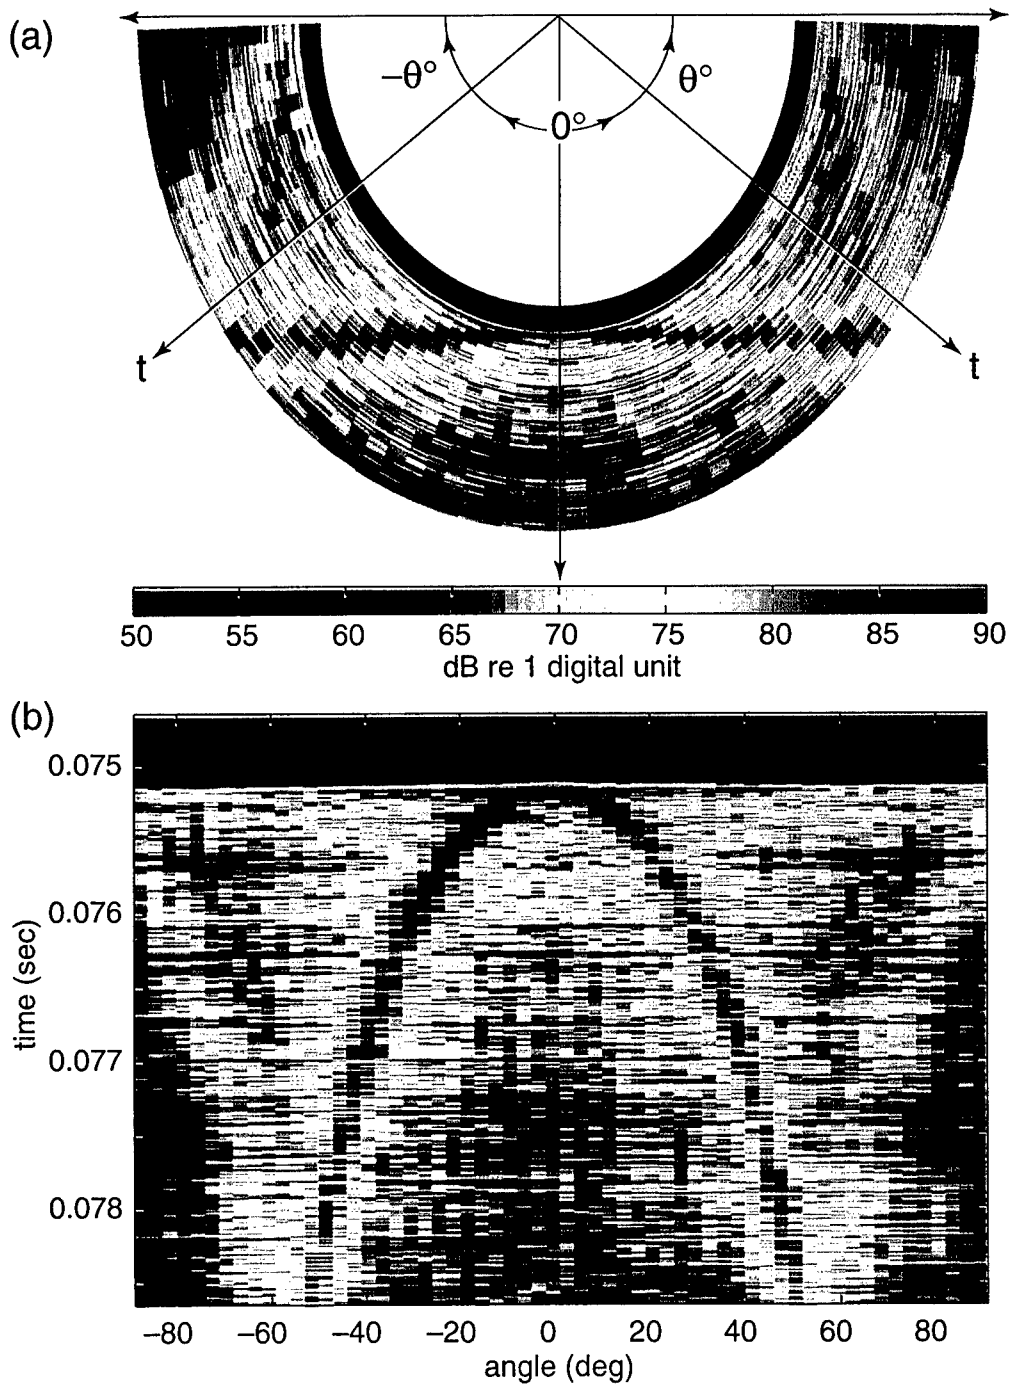 (a)
−θ°
θ°
0°
t
t
50 55 60 65 70 75 80 85 90
dB re 1 digital unit
(b)
0.075
0.076
0.077
0.078
time (sec)
−80 −60 −40 −20 0 20 40 60 80
angle (deg)